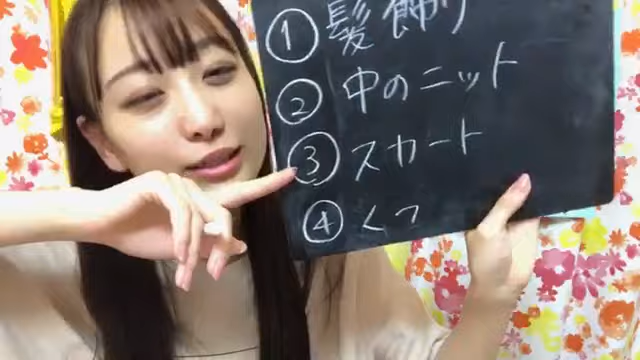 ① 髪飾り
② 中のニット
③ スカート
④ くつ